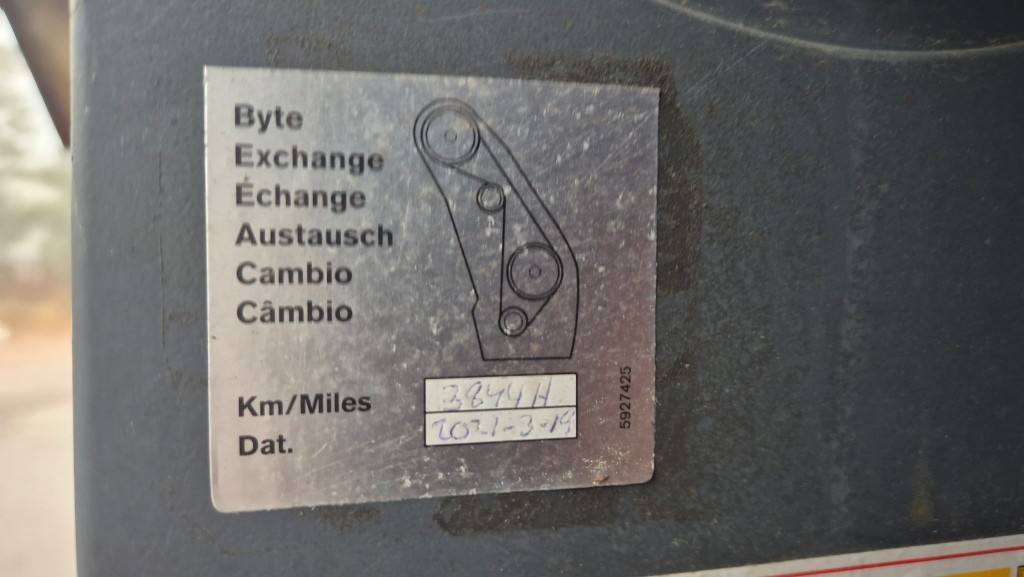 Byte
Exchange
Échange
Austausch
Cambio
Câmbio
Km/Miles 3844H
Dat. 2021-3-19
5927425